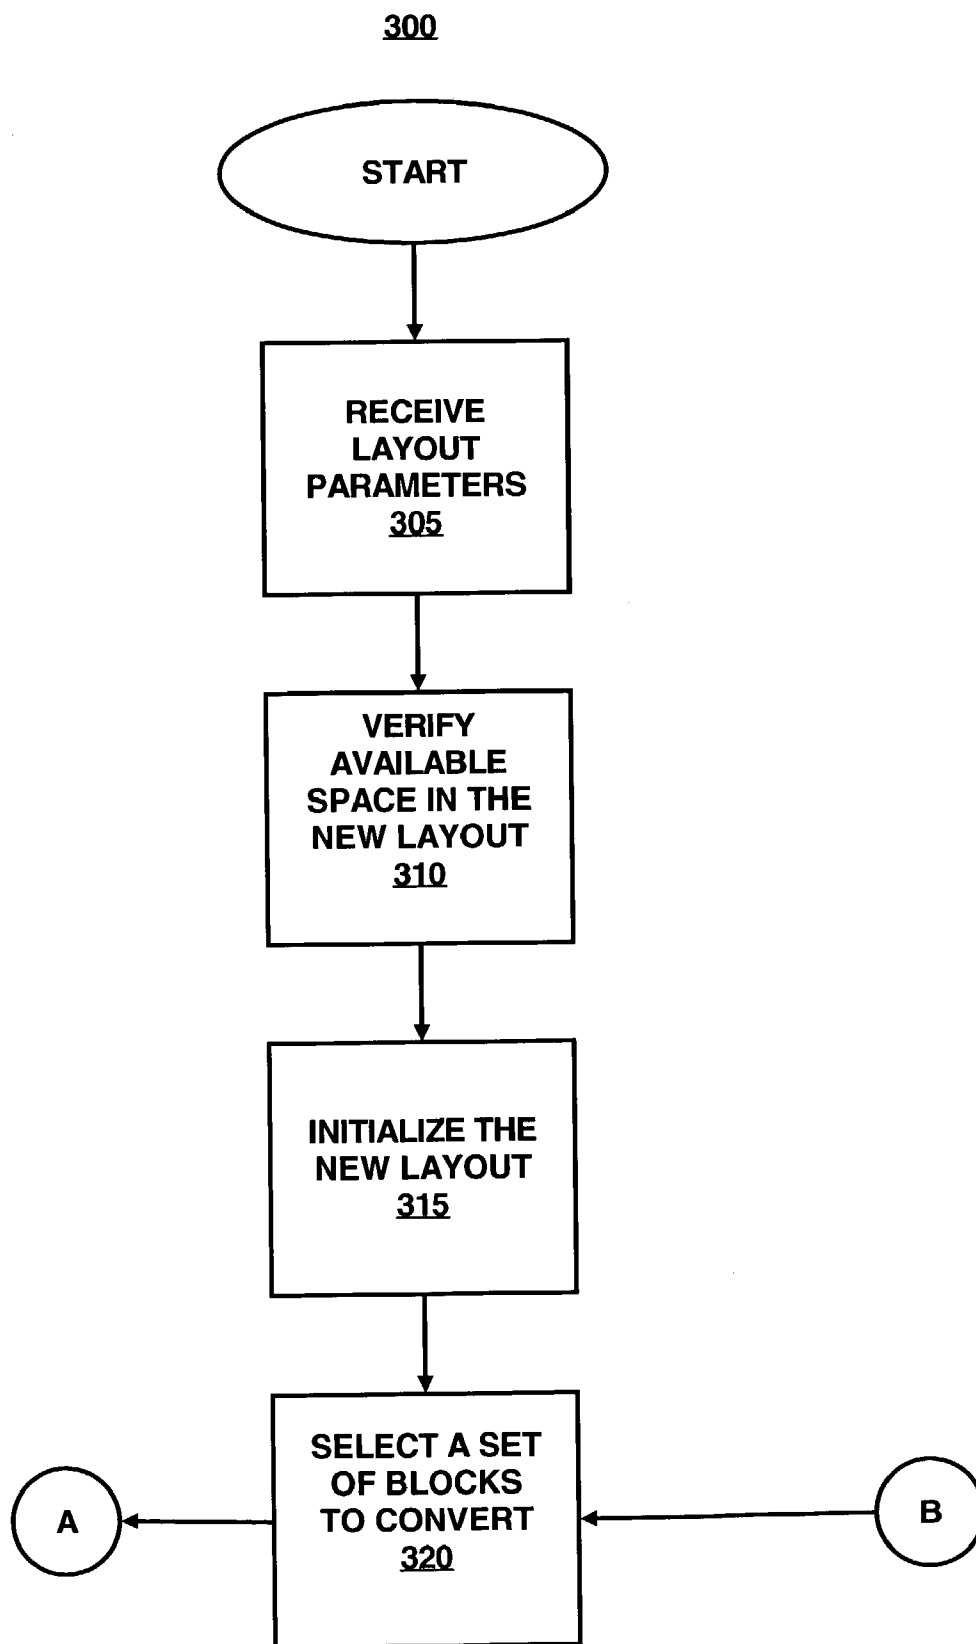 300
START
RECEIVE
LAYOUT
PARAMETERS
305
VERIFY
AVAILABLE
SPACE IN THE
NEW LAYOUT
310
INITIALIZE THE
NEW LAYOUT
315
SELECT A SET
OF BLOCKS
TO CONVERT
320
A
B